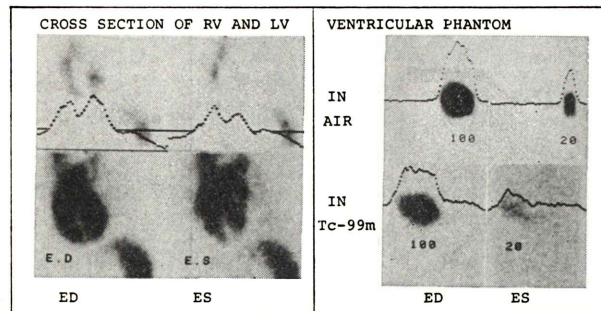 CROSS SECTION OF RV AND LV
E.D
E.S
ED
ES
VENTRICULAR PHANTOM
IN
AIR
100
20
IN
Tc-99m
100
20
ED
ES